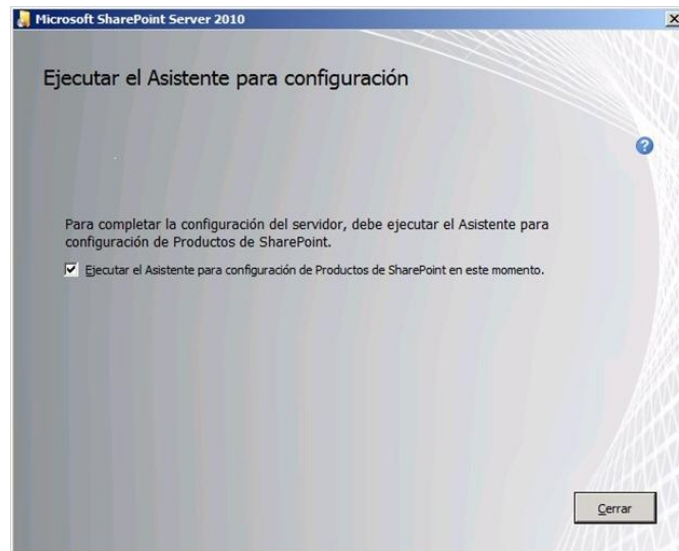 Microsoft SharePoint Server 2010
Ejecutar el Asistente para configuración
Para completar la configuración del servidor, debe ejecutar el Asistente para
configuración de Productos de SharePoint.
Ejecutar el Asistente para configuración de Productos de SharePoint en este momento.
Cerrar